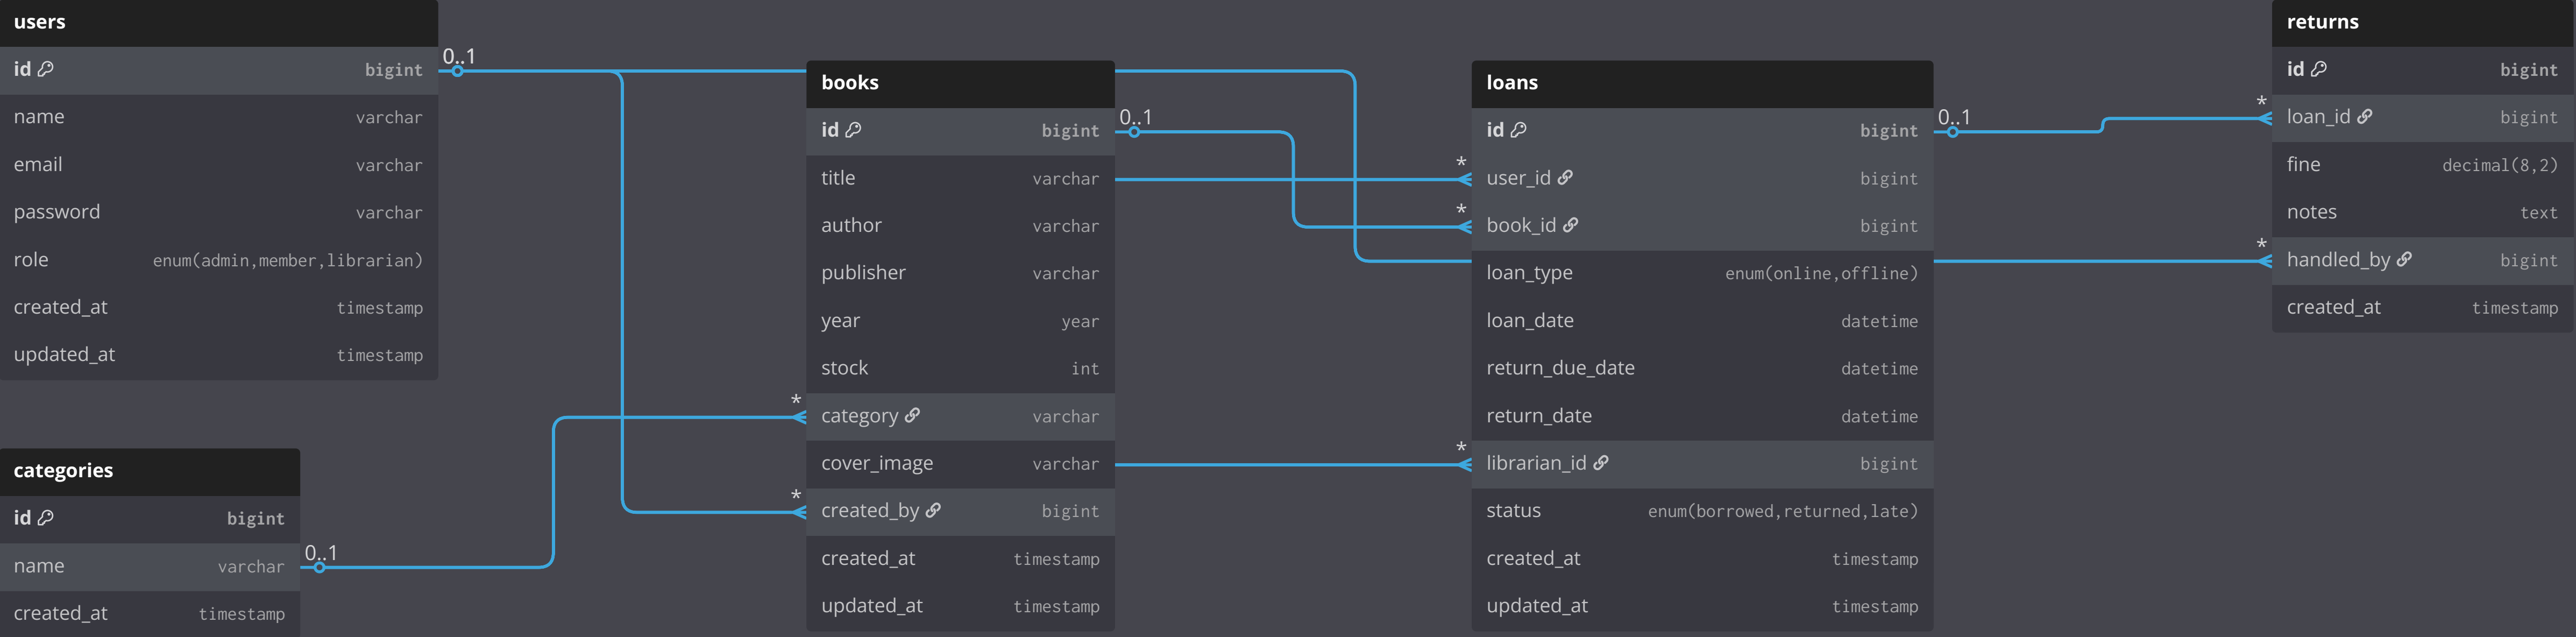 users
id bigint
name varchar
email varchar
password varchar
role enum(admin,member,librarian)
created_at timestamp
updated_at timestamp
0..1
categories
id bigint
name varchar
created_at timestamp
0..1
books
id bigint
title varchar
author varchar
publisher varchar
year year
stock int
* category varchar
cover_image varchar
* created_by bigint
created_at timestamp
updated_at timestamp
0..1
loans
id bigint
* user_id bigint
* book_id bigint
loan_type enum(online,offline)
loan_date datetime
return_due_date datetime
return_date datetime
* librarian_id bigint
status enum(borrowed,returned,late)
created_at timestamp
updated_at timestamp
0..1
returns
id bigint
* loan_id bigint
fine decimal(8,2)
notes text
* handled_by bigint
created_at timestamp